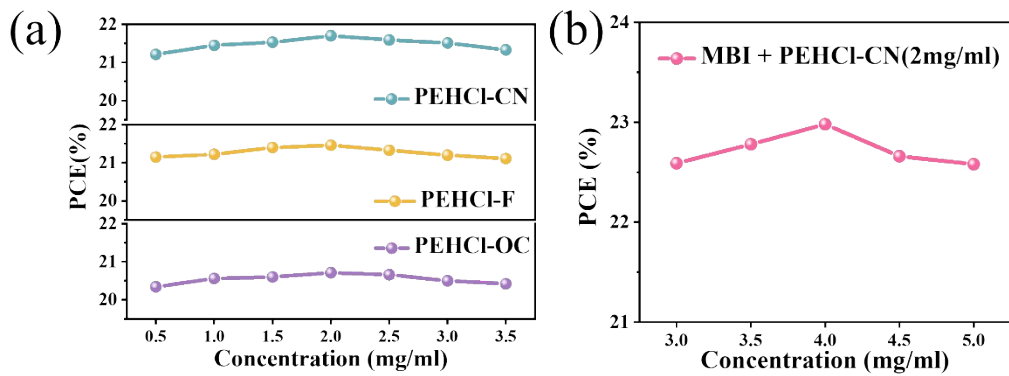 (a)
PCE(%)
22
21
20
PEHCl-CN
22
21
20
PEHCl-F
22
21
20
PEHCl-OC
0.5 1.0 1.5 2.0 2.5 3.0 3.5
Concentration (mg/ml)
(b)
PCE (%)
24
23
22
21
MBI + PEHCl-CN(2mg/ml)
3.0 3.5 4.0 4.5 5.0
Concentration (mg/ml)